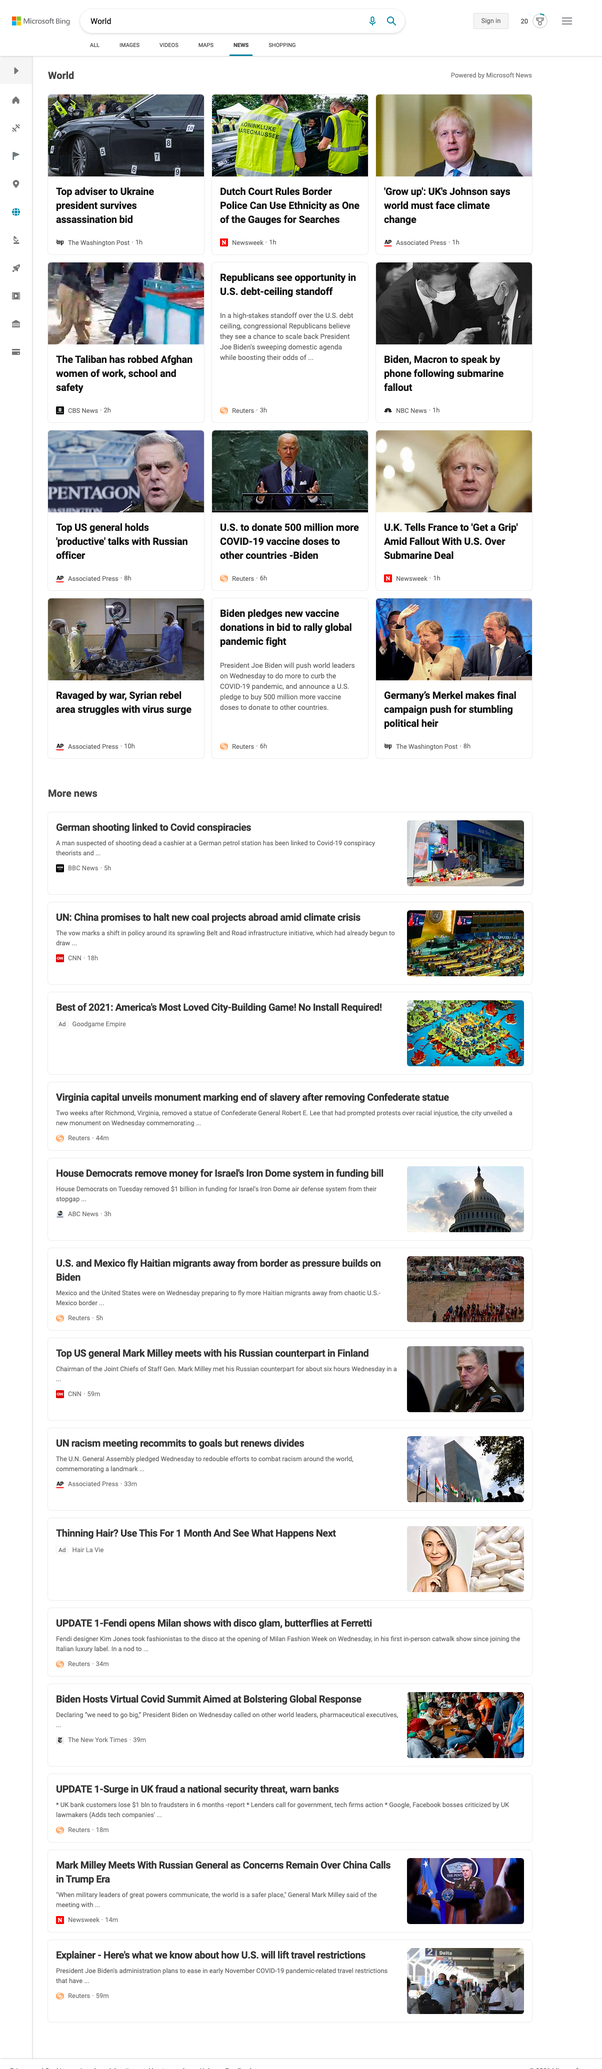 Microsoft Bing
World
Sign in
20
ALL
IMAGES
VIDEOS
MAPS
NEWS
SHOPPING
World
Powered by Microsoft News
Top adviser to Ukraine
president survives
assassination bid
The Washington Post · 1h
KONINKLIJKE
MARECHAUSSEE
Dutch Court Rules Border
Police Can Use Ethnicity as One
of the Gauges for Searches
Newsweek · 1h
'Grow up': UK's Johnson says
world must face climate
change
Associated Press · 1h
The Taliban has robbed Afghan
women of work, school and
safety
CBS News · 2h
Republicans see opportunity in
U.S. debt-ceiling standoff
In a high-stakes standoff over the U.S. debt
ceiling, congressional Republicans believe
they see a chance to scale back President
Joe Biden's sweeping domestic agenda
while boosting their odds of ...
Reuters · 3h
Biden, Macron to speak by
phone following submarine
fallout
NBC News · 1h
PENTAGON
Top US general holds
'productive' talks with Russian
officer
Associated Press · 8h
U.S. to donate 500 million more
COVID-19 vaccine doses to
other countries -Biden
Reuters · 6h
U.K. Tells France to 'Get a Grip'
Amid Fallout With U.S. Over
Submarine Deal
Newsweek · 1h
Ravaged by war, Syrian rebel
area struggles with virus surge
Associated Press · 10h
Biden pledges new vaccine
donations in bid to rally global
pandemic fight
President Joe Biden will push world leaders
on Wednesday to do more to curb the
COVID-19 pandemic, and announce a U.S.
pledge to buy 500 million more vaccine
doses to donate to other countries.
Reuters · 6h
Germany's Merkel makes final
campaign push for stumbling
political heir
The Washington Post · 8h
More news
German shooting linked to Covid conspiracies
A man suspected of shooting dead a cashier at a German petrol station has been linked to Covid-19 conspiracy
theorists and ...
BBC News · 5h
UN: China promises to halt new coal projects abroad amid climate crisis
The vow marks a shift in policy around its sprawling Belt and Road infrastructure initiative, which had already begun to
draw ...
CNN · 18h
Best of 2021: America's Most Loved City-Building Game! No Install Required!
Ad Goodgame Empire
Virginia capital unveils monument marking end of slavery after removing Confederate statue
Two weeks after Richmond, Virginia, removed a statue of Confederate General Robert E. Lee that had prompted protests over racial injustice, the city unveiled a
new monument on Wednesday commemorating ...
Reuters · 44m
House Democrats remove money for Israel's Iron Dome system in funding bill
House Democrats on Tuesday removed $1 billion in funding for Israel's Iron Dome air defense system from their
stopgap ...
ABC News · 3h
U.S. and Mexico fly Haitian migrants away from border as pressure builds on
Biden
Mexico and the United States were on Wednesday preparing to fly more Haitian migrants away from chaotic U.S.-
Mexico border ...
Reuters · 5h
Top US general Mark Milley meets with his Russian counterpart in Finland
Chairman of the Joint Chiefs of Staff Gen. Mark Milley met his Russian counterpart for about six hours Wednesday in a
...
CNN · 59m
UN racism meeting recommits to goals but renews divides
The U.N. General Assembly pledged Wednesday to redouble efforts to combat racism around the world,
commemorating a landmark ...
Associated Press · 33m
Thinning Hair? Use This For 1 Month And See What Happens Next
Ad Hair La Vie
UPDATE 1-Fendi opens Milan shows with disco glam, butterflies at Ferretti
Fendi designer Kim Jones took fashionistas to the disco at the opening of Milan Fashion Week on Wednesday, in his first in-person catwalk show since joining the
Italian luxury label. In a nod to ...
Reuters · 34m
Biden Hosts Virtual Covid Summit Aimed at Bolstering Global Response
Declaring "we need to go big," President Biden on Wednesday called on other world leaders, pharmaceutical executives,
...
The New York Times · 39m
UPDATE 1-Surge in UK fraud a national security threat, warn banks
* UK bank customers lose $1 bln to fraudsters in 6 months -report * Lenders call for government, tech firms action * Google, Facebook bosses criticized by UK
lawmakers (Adds tech companies' ...
Reuters · 18m
Mark Milley Meets With Russian General as Concerns Remain Over China Calls
in Trump Era
"When military leaders of great powers communicate, the world is a safer place," General Mark Milley said of the
meeting with ...
Newsweek · 14m
Explainer - Here's what we know about how U.S. will lift travel restrictions
President Joe Biden's administration plans to ease in early November COVID-19 pandemic-related travel restrictions
that have ...
Reuters · 59m
2 Delta